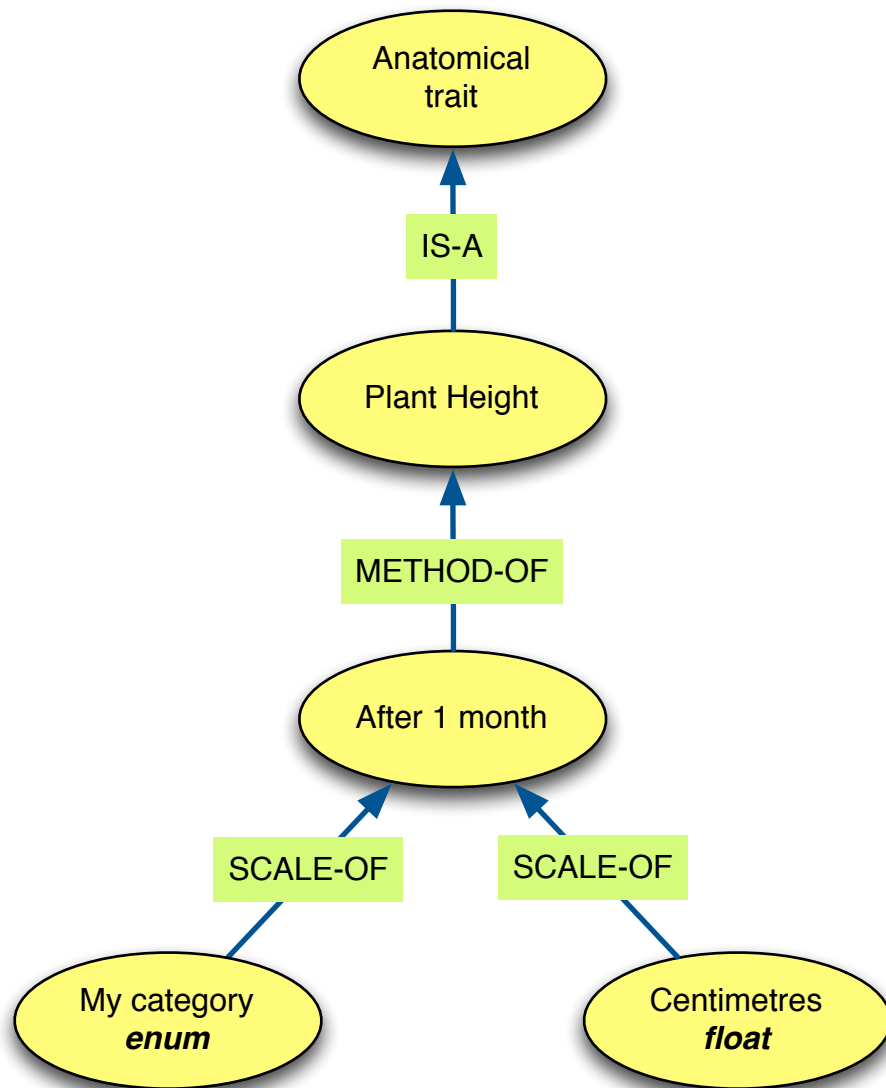 Anatomical
trait
IS-A
Plant Height
METHOD-OF
After 1 month
SCALE-OF
SCALE-OF
My category
enum
Centimetres
float